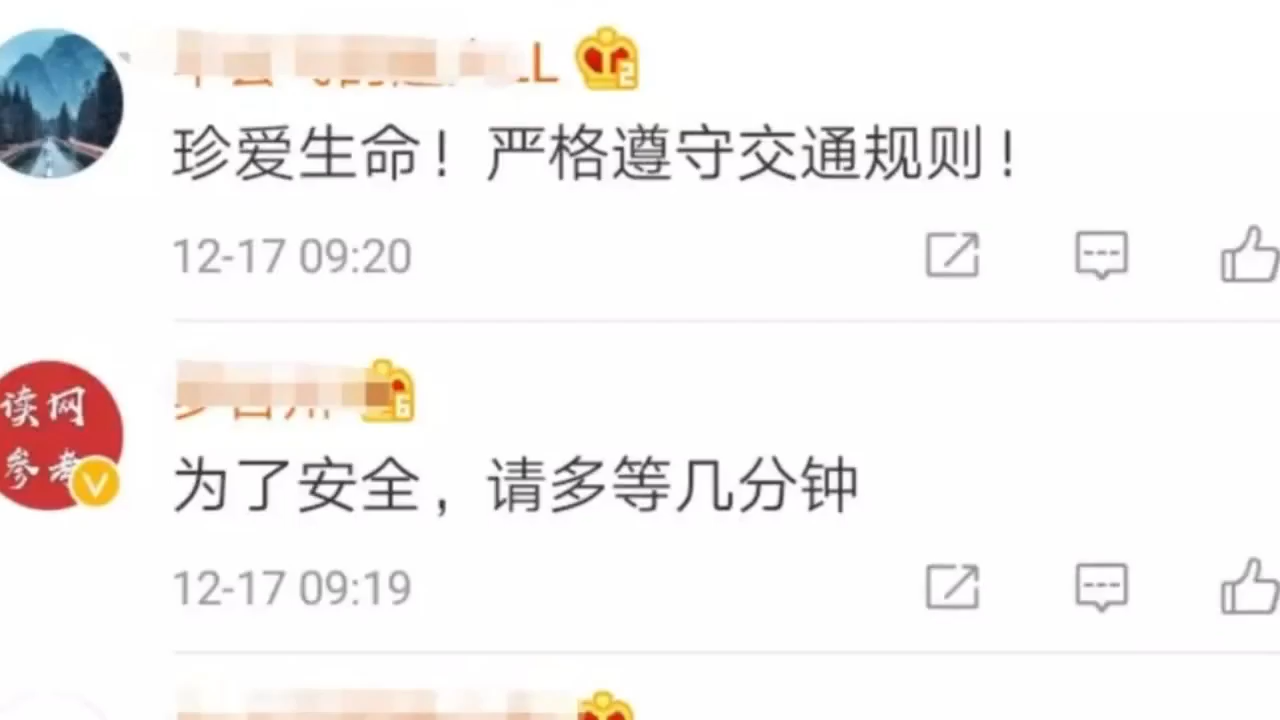 珍爱生命！严格遵守交通规则！
12-17 09:20
读网
参考
为了安全，请多等几分钟
12-17 09:19